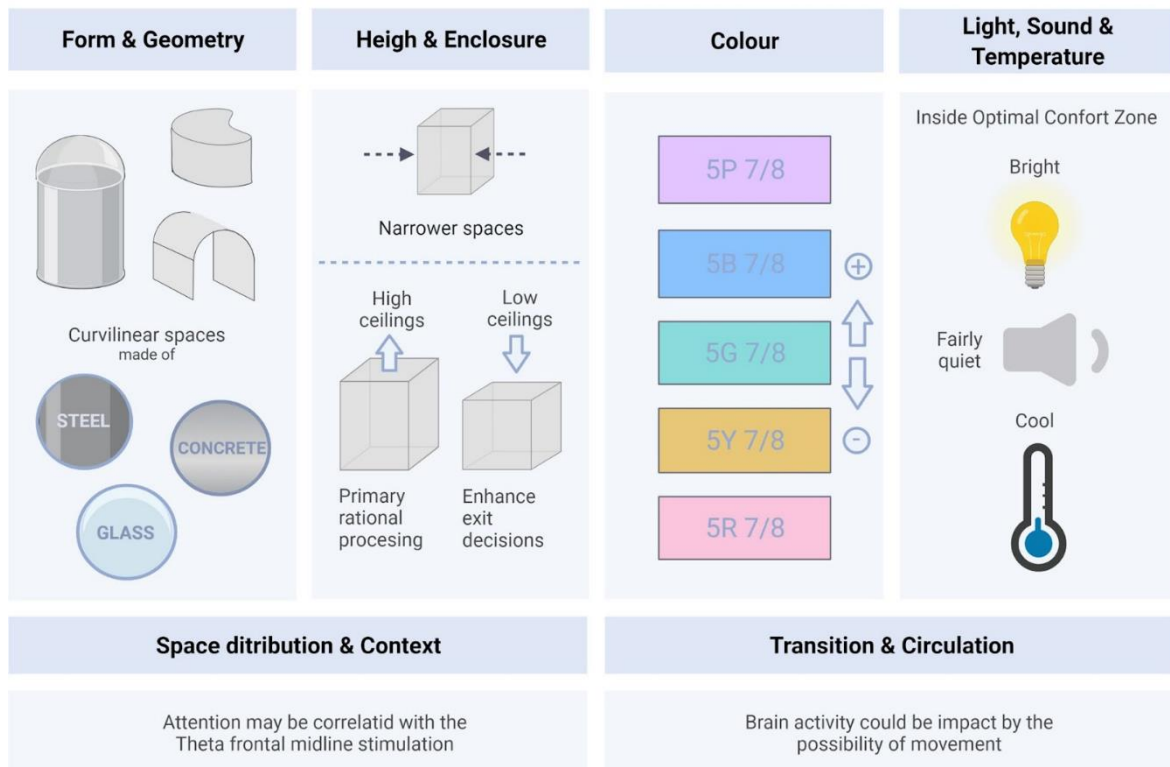 Form & Geometry
Curvilinear spaces
made of
STEEL
CONCRETE
GLASS
Heigh & Enclosure
Narrower spaces
High
ceilings
Low
ceilings
Primary
rational
procesing
Enhance
exit
decisions
Colour
5P 7/8
5B 7/8
5G 7/8
5Y 7/8
5R 7/8
+
-
Light, Sound &
Temperature
Inside Optimal Confort Zone
Bright
Fairly
quiet
Cool
Space ditribution & Context
Attention may be correlatid with the
Theta frontal midline stimulation
Transition & Circulation
Brain activity could be impact by the
possibility of movement